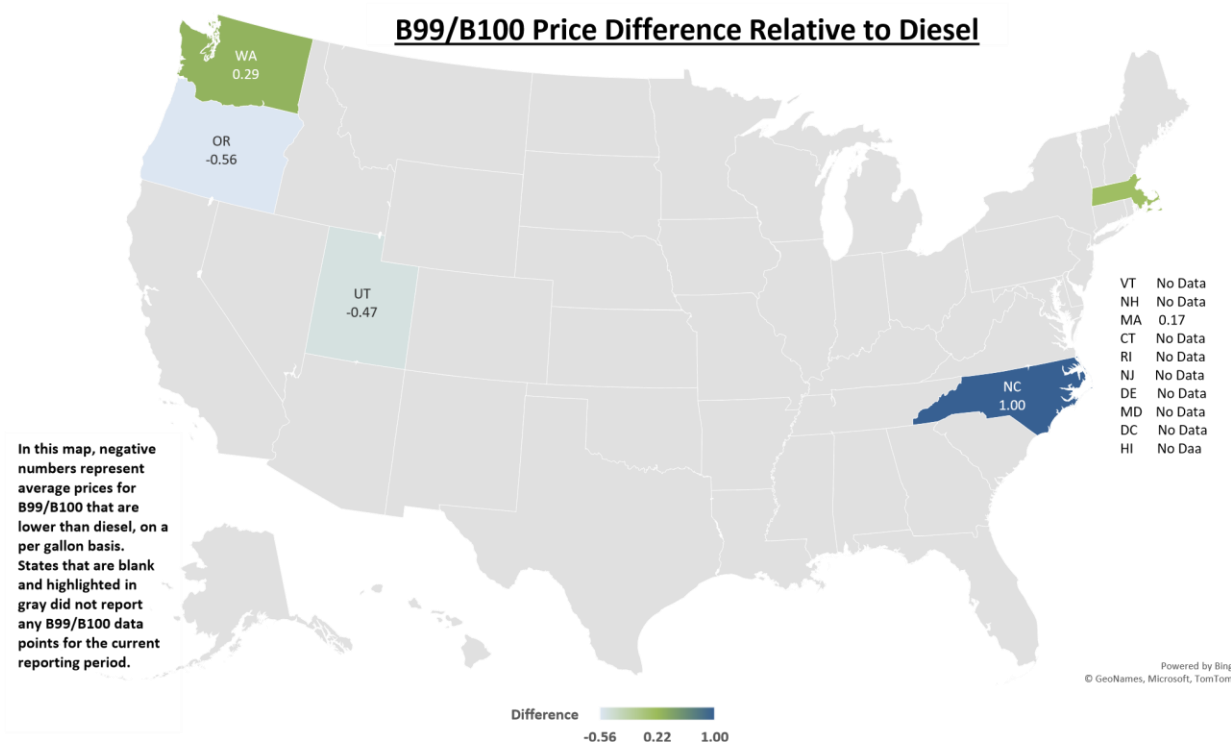 B99/B100 Price Difference Relative to Diesel
WA
0.29
OR
-0.56
UT
-0.47
NC
1.00
VT No Data
NH No Data
MA 0.17
CT No Data
RI No Data
NJ No Data
DE No Data
MD No Data
DC No Data
HI No Daa
In this map, negative
numbers represent
average prices for
B99/B100 that are
lower than diesel, on a
per gallon basis.
States that are blank
and highlighted in
gray did not report
any B99/B100 data
points for the current
reporting period.
Powered by Bing
© GeoNames, Microsoft, TomTom
Difference
-0.56 0.22 1.00